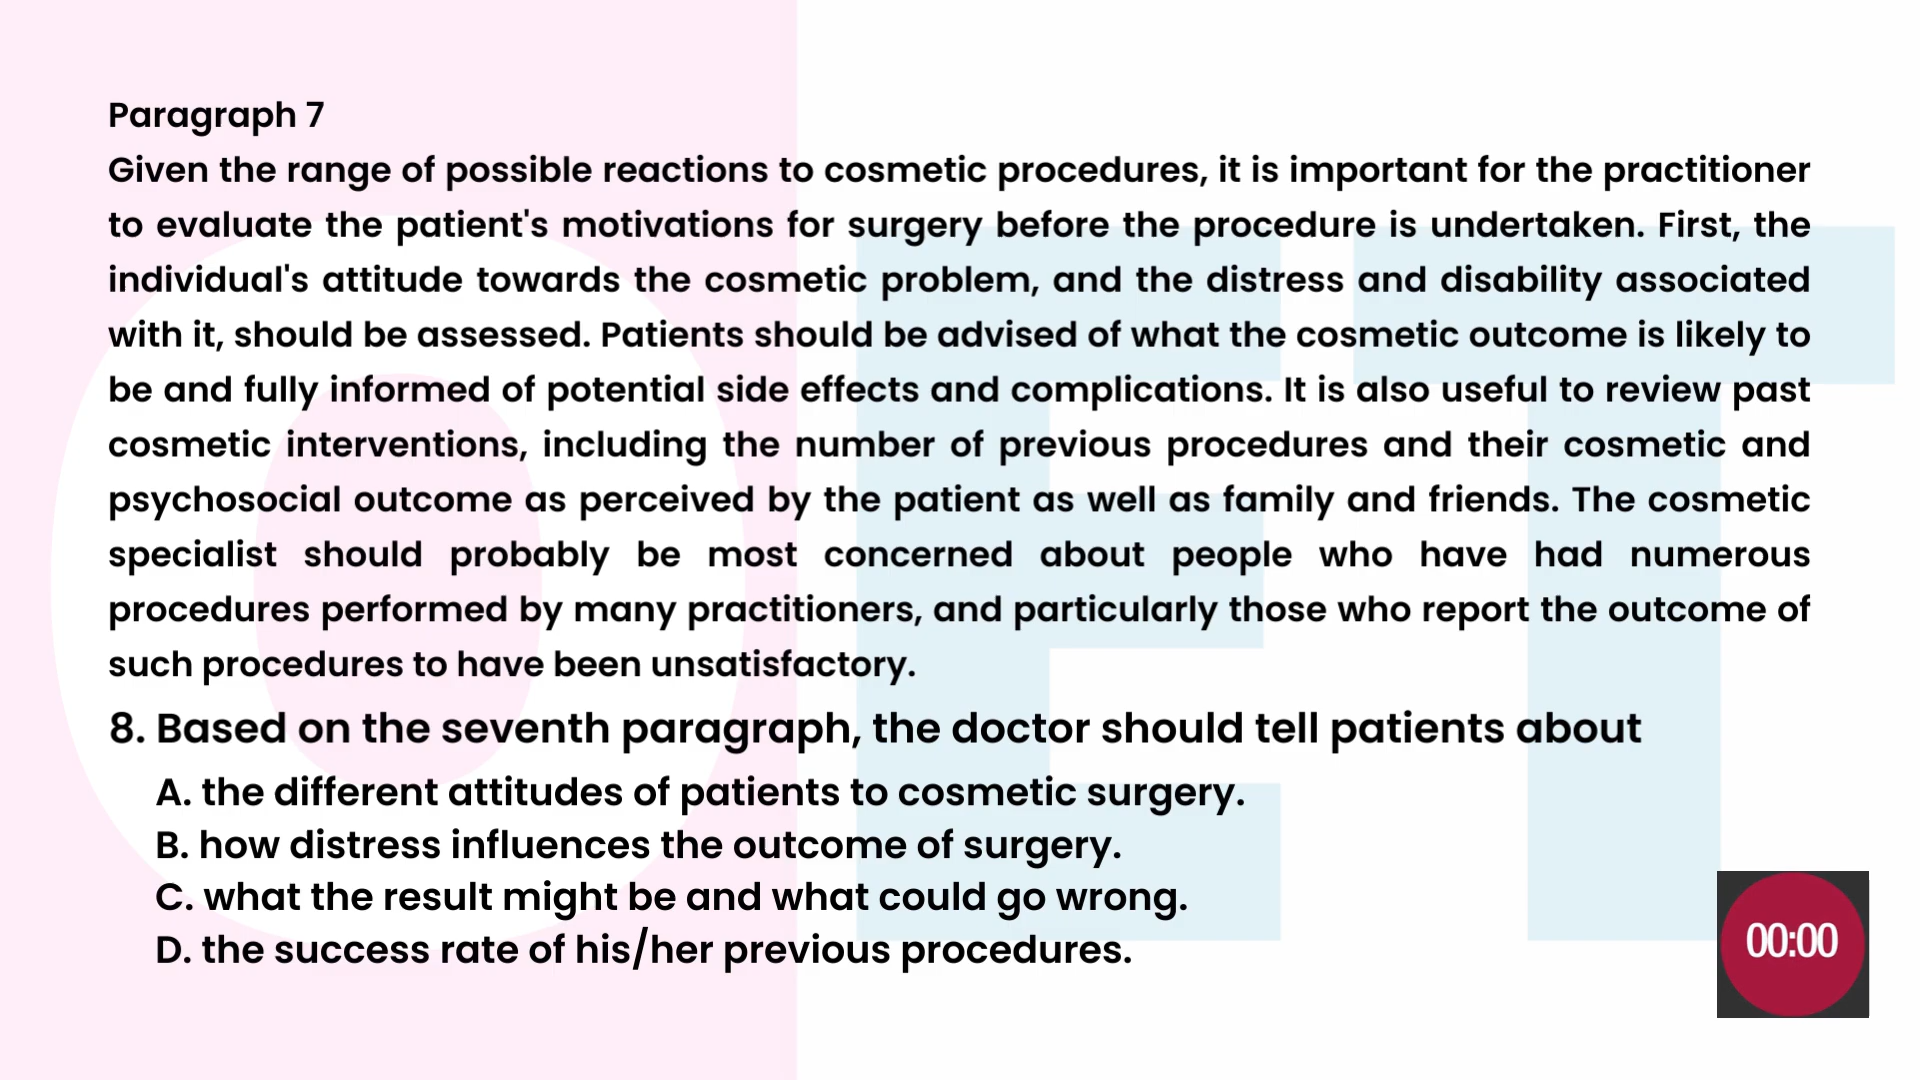 Paragraph 7
Given the range of possible reactions to cosmetic procedures, it is important for the practitioner
to evaluate the patient's motivations for surgery before the procedure is undertaken. First, the
individual's attitude towards the cosmetic problem, and the distress and disability associated
with it, should be assessed. Patients should be advised of what the cosmetic outcome is likely to
be and fully informed of potential side effects and complications. It is also useful to review past
cosmetic interventions, including the number of previous procedures and their cosmetic and
psychosocial outcome as perceived by the patient as well as family and friends. The cosmetic
specialist should probably be most concerned about people who have had numerous
procedures performed by many practitioners, and particularly those who report the outcome of
such procedures to have been unsatisfactory.
8. Based on the seventh paragraph, the doctor should tell patients about
A. the different attitudes of patients to cosmetic surgery.
B. how distress influences the outcome of surgery.
C. what the result might be and what could go wrong.
D. the success rate of his/her previous procedures.
00:00
OET